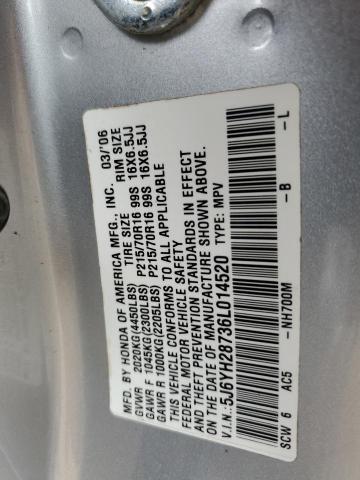 MFD. BY HONDA OF AMERICA MFG., INC. 03/'06
TIRE SIZE RIM SIZE
GVWR 2020KG(4450LBS) P215/70R16 99S 16X6.5JJ
GAWR F 1045KG(2300LBS) P215/70R16 99S 16X6.5JJ
GAWR R 1000KG(2205LBS)
THIS VEHICLE CONFORMS TO ALL APPLICABLE
FEDERAL MOTOR VEHICLE SAFETY
AND THEFT PREVENTION STANDARDS IN EFFECT
ON THE DATE OF MANUFACTURE SHOWN ABOVE.
V.I.N.:5J6YH28736L014520 TYPE: MPV
SCW 6 AC5 -NH700M -B -L